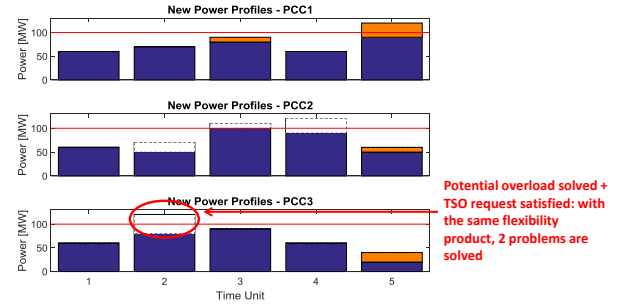 New Power Profiles - PCC1
Power [MW]
100
50
0
New Power Profiles - PCC2
Power [MW]
100
50
0
New Power Profiles - PCC3
Power [MW]
100
50
0
1 2 3 4 5
Time Unit
Potential overload solved +
TSO request satisfied: with
the same flexibility
product, 2 problems are
solved